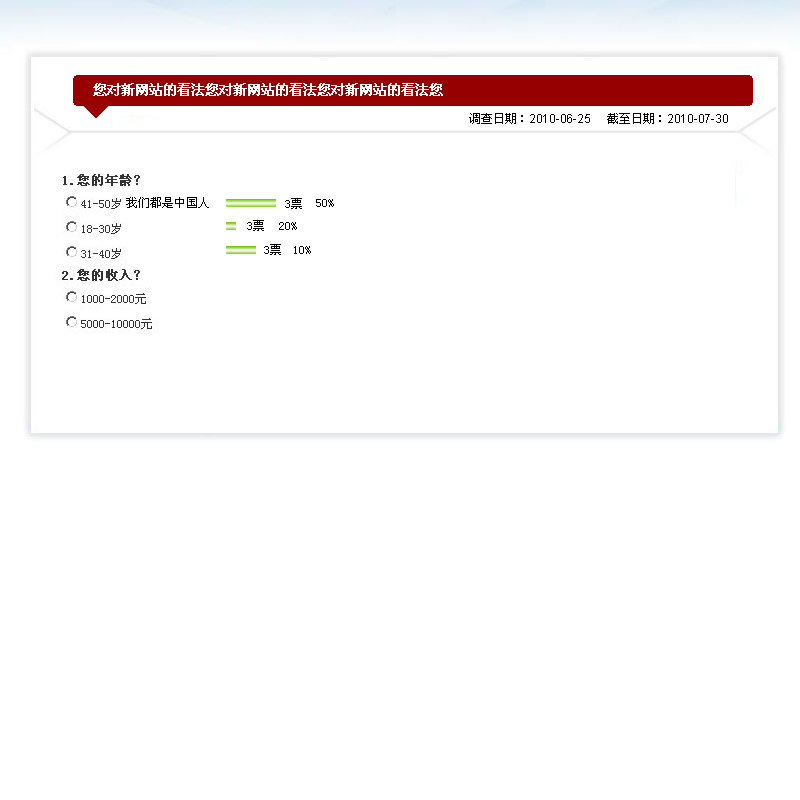 您对新网站的看法您对新网站的看法您对新网站的看法您
调查日期：2010-06-25 截至日期：2010-07-30
1.您的年龄?
41-50岁 我们都是中国人 3票 50%
18-30岁 3票 20%
31-40岁 3票 10%
2.您的收入?
1000-2000元
5000-10000元